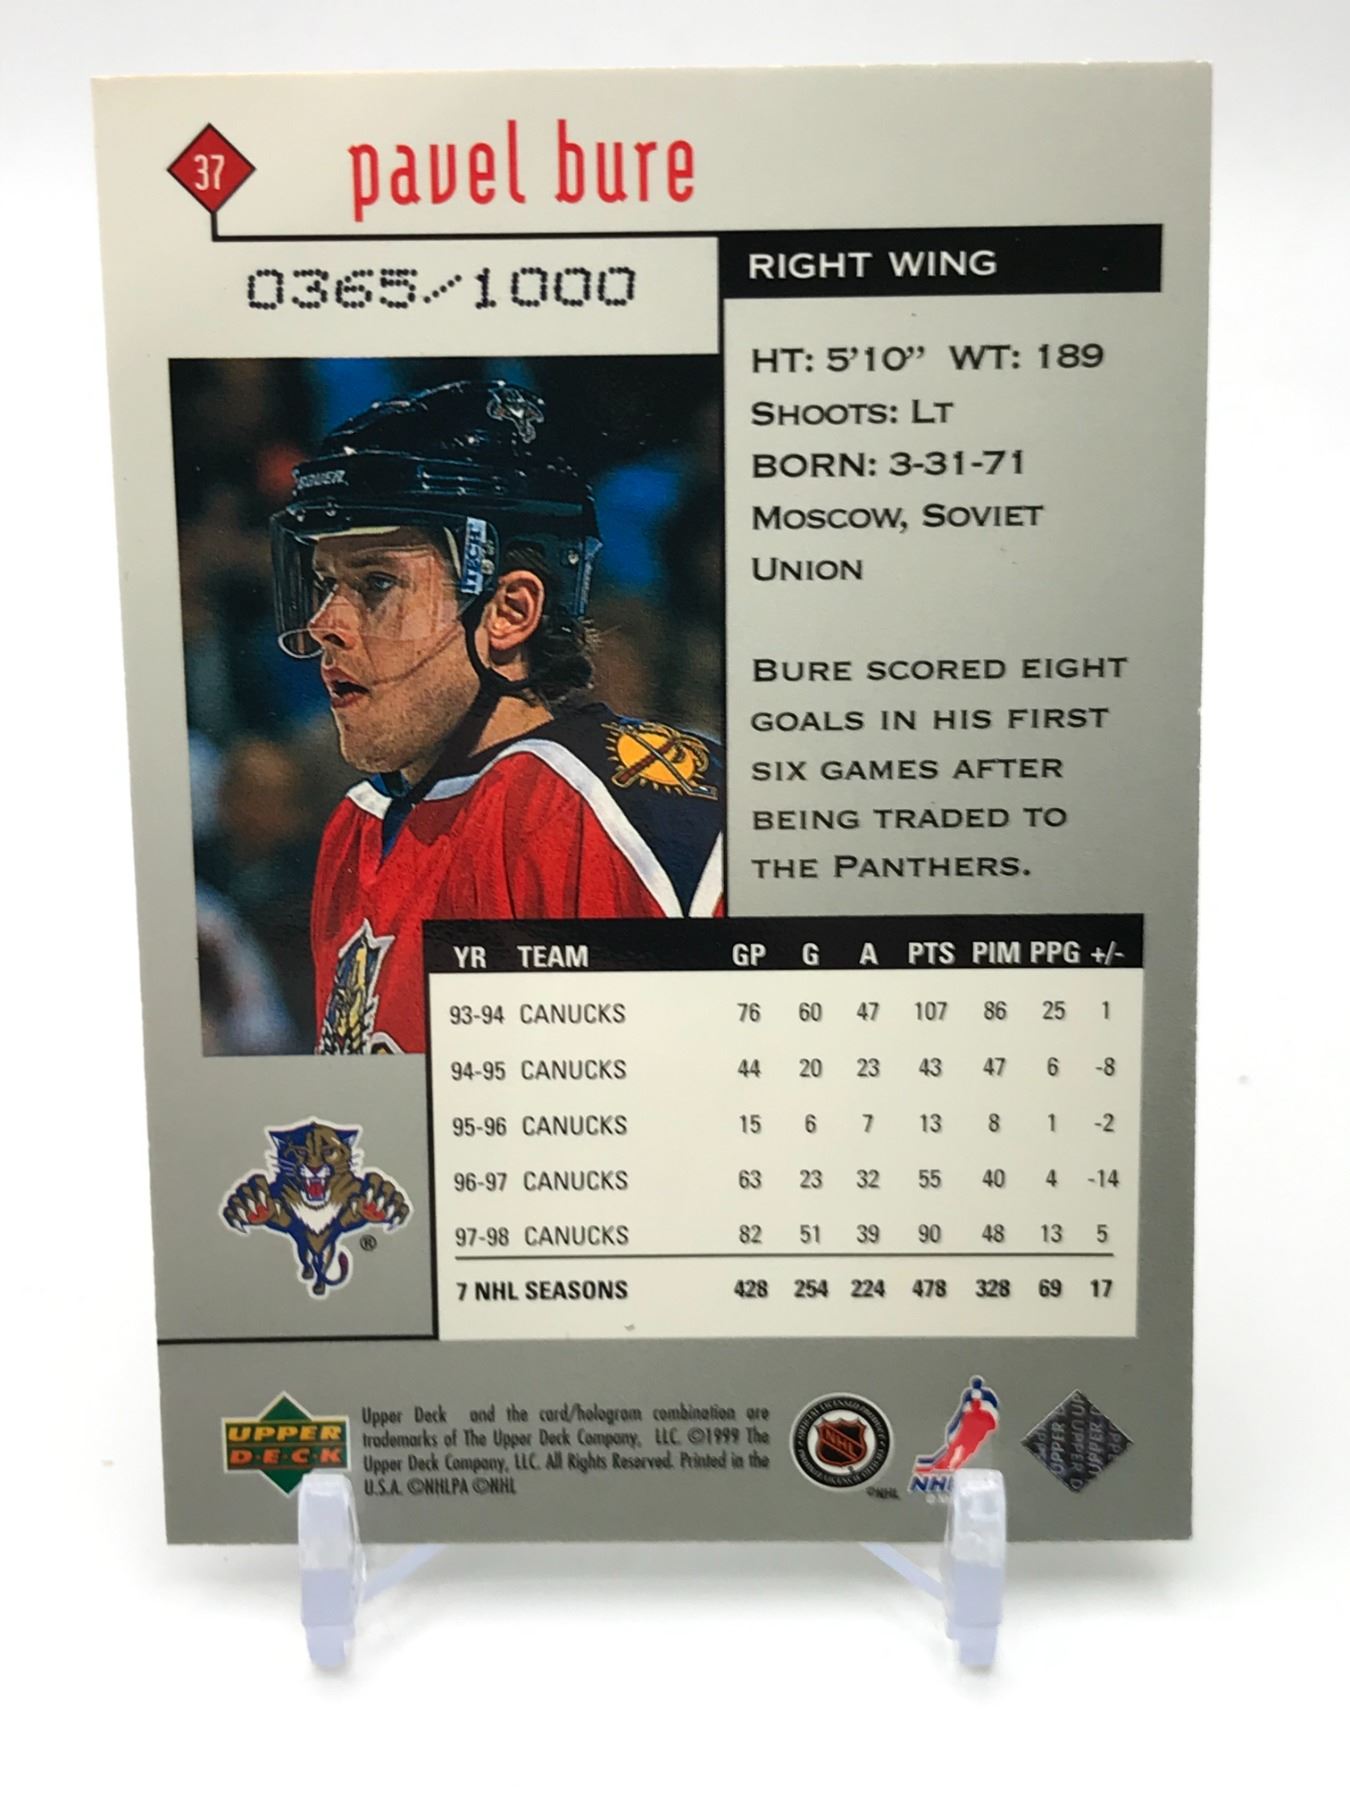 37
pavel bure
0365/1000
RIGHT WING
HT: 5'10" WT: 189
SHOOTS: LT
BORN: 3-31-71
MOSCOW, SOVIET
UNION
BURE SCORED EIGHT
GOALS IN HIS FIRST
SIX GAMES AFTER
BEING TRADED TO
THE PANTHERS.
ITECH
YR TEAM GP G A PTS PIM PPG +/-
93-94 CANUCKS 76 60 47 107 86 25 1
94-95 CANUCKS 44 20 23 43 47 6 -8
95-96 CANUCKS 15 6 7 13 8 1 -2
96-97 CANUCKS 63 23 32 55 40 4 -14
97-98 CANUCKS 82 51 39 90 48 13 5
7 NHL SEASONS 428 254 224 478 328 69 17
®
UPPER
D·E·C·K
Upper Deck and the card/hologram combination are
trademarks of The Upper Deck Company, LLC. ©1999 The
Upper Deck Company, LLC. All Rights Reserved. Printed in the
U.S.A. ©NHLPA ©NHL
NHL
©NHL
UPPER